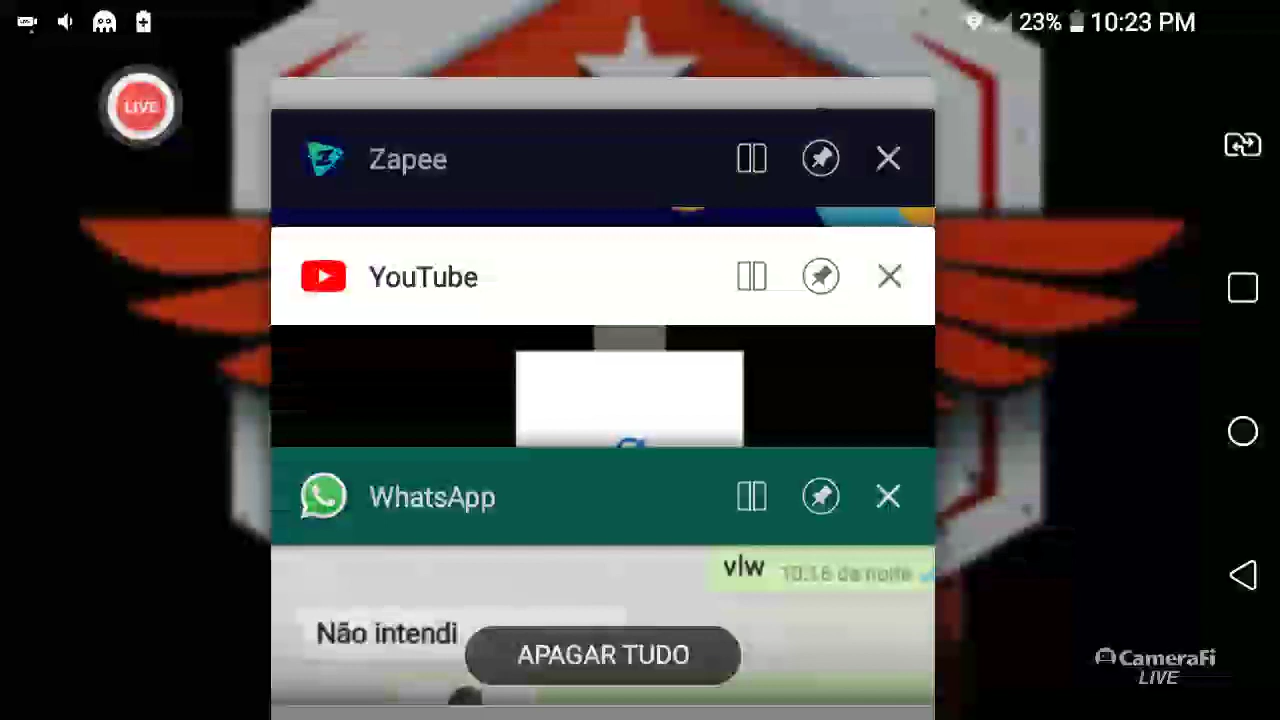 23% 10:23 PM
LIVE
Zapee
YouTube
WhatsApp
vlw 10:16 da noite
Não intendi
APAGAR TUDO
CameraFi
LIVE